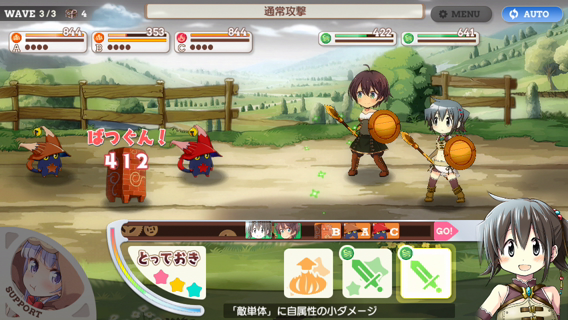 WAVE 3/3 4
通常攻撃
MENU
AUTO
844
353
844
422
641
A
B
C
ばつぐん!
412
B A C GO!
とっておき
SUPPORT
「敵単体」に自属性の小ダメージ